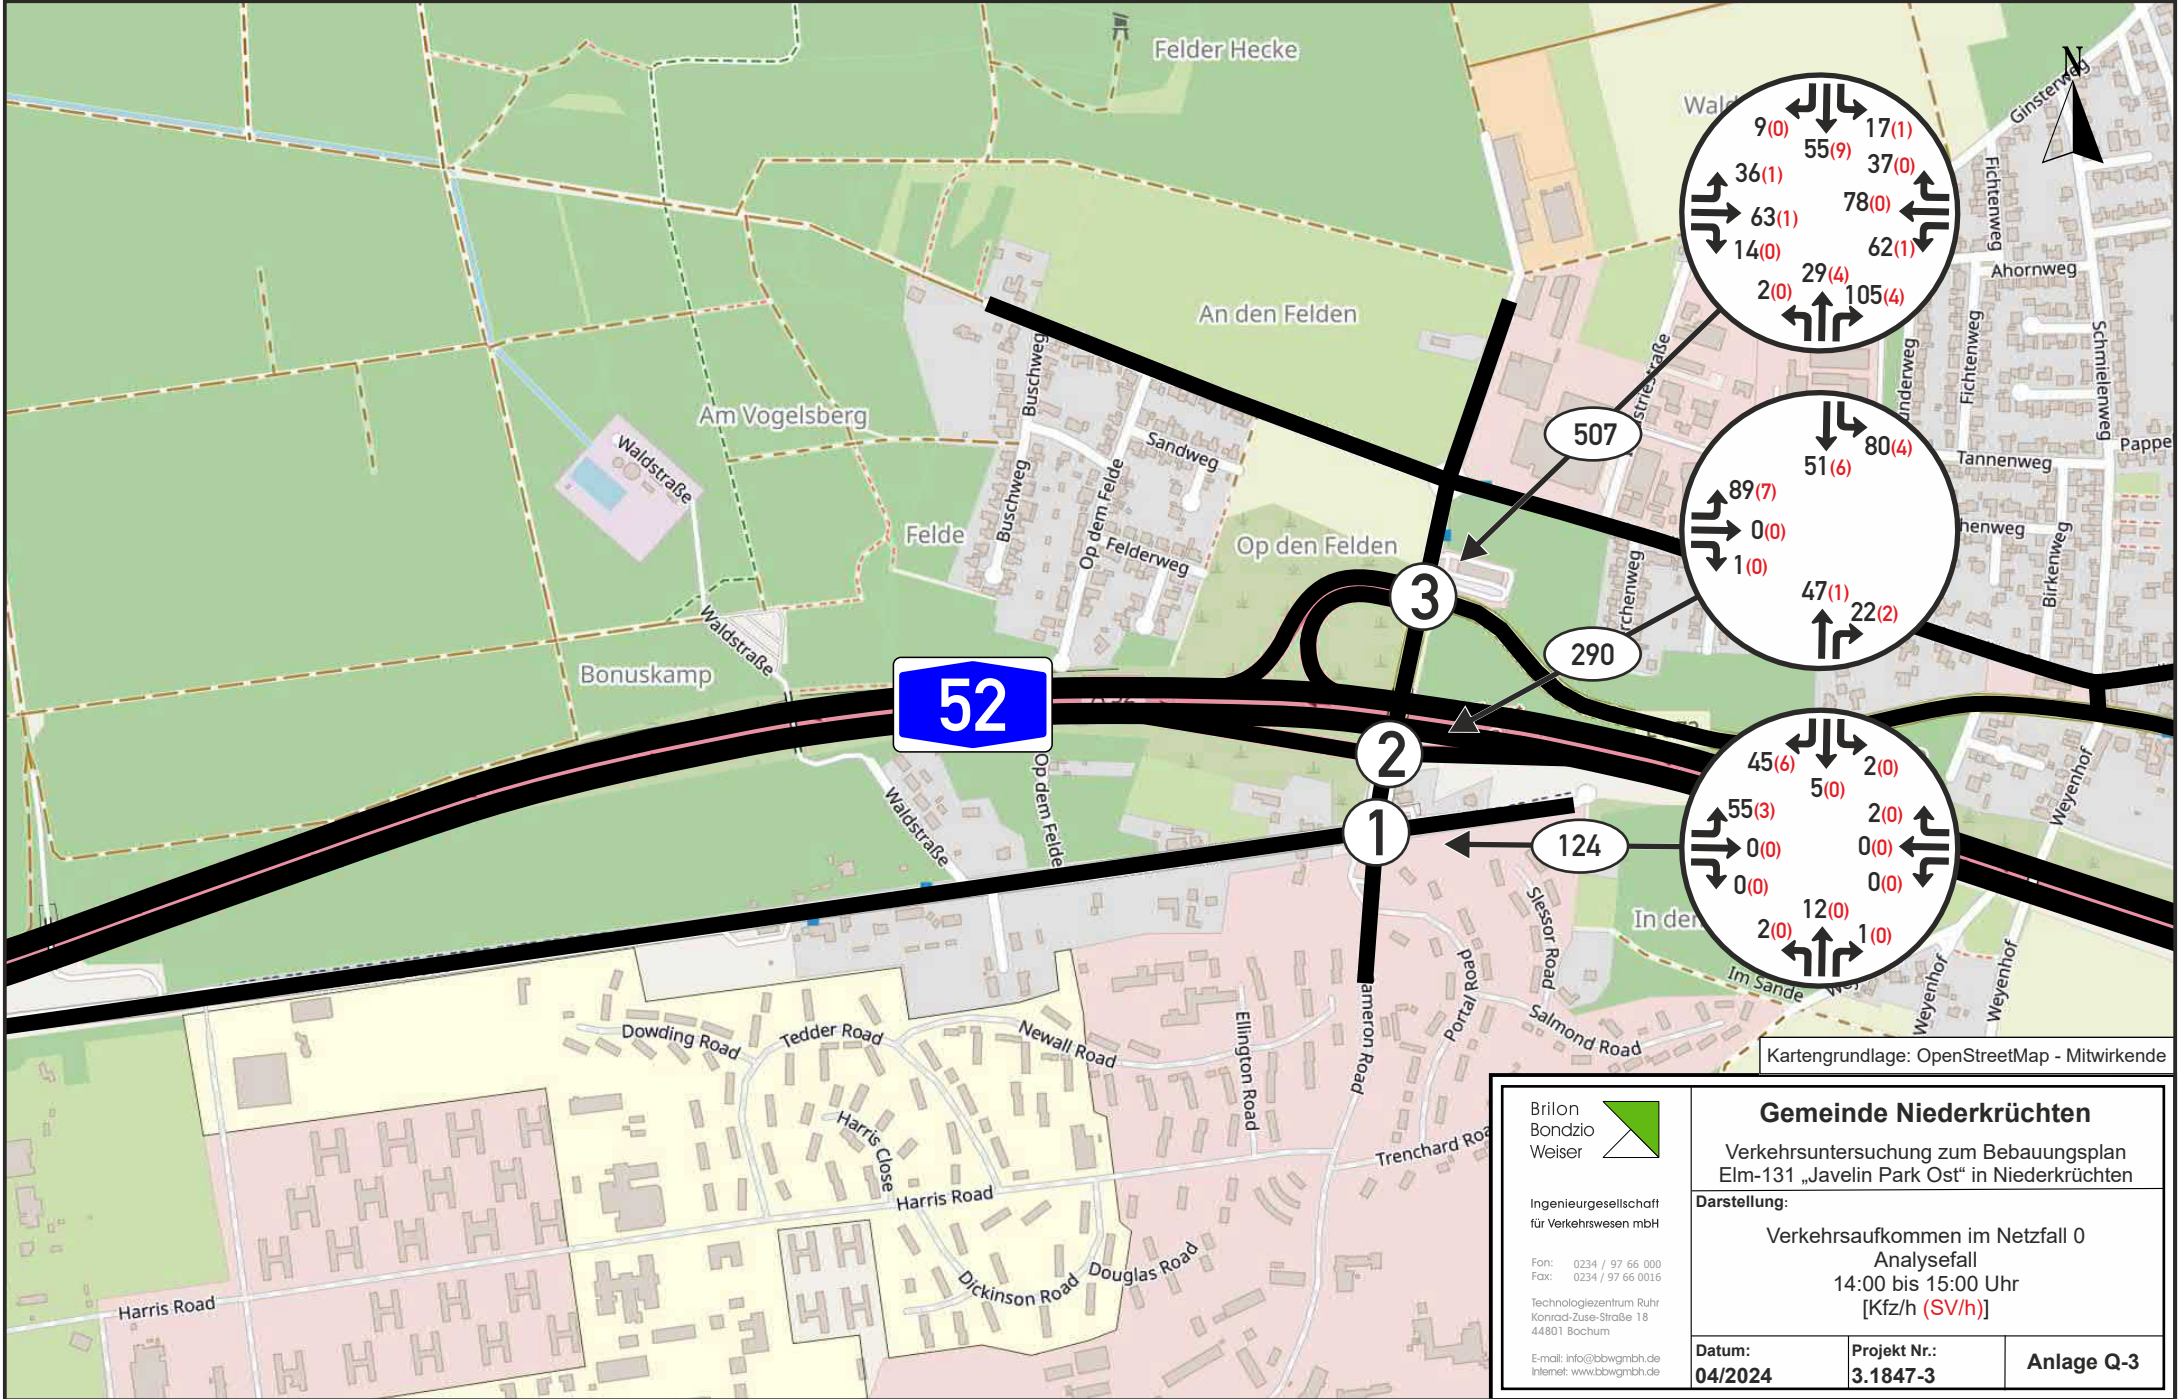 Felder Hecke
N
Ginsterweg
9(0)
17(1)
55(9)
37(0)
36(1)
78(0)
63(1)
14(0)
62(1)
29(4)
2(0)
105(4)
Fichtenweg
Ahornweg
Fichtenweg
Schmielenweg
An den Felden
Buschweg
Am Vogelsberg
Waldstraße
Sandweg
507
80(4)
51(6)
89(7)
0(0)
1(0)
47(1)
22(2)
Tannenweg
Buschweg
Op dem Felde
Felde
Felderweg
Op den Felden
Birkenweg
3
290
Waldstraße
Bonuskamp
52
2
1
Op dem Felde
Waldstraße
124
45(6)
2(0)
5(0)
55(3)
2(0)
0(0)
0(0)
0(0)
0(0)
12(0)
2(0)
1(0)
Weyenhof
Slessor Road
Portal Road
Im Sande
Weyenhof
Weyenhof
Salmond Road
Dowding Road
Tedder Road
Newall Road
Ellington Road
Harris Close
Harris Road
Dickinson Road
Douglas Road
Harris Road
Kartengrundlage: OpenStreetMap - Mitwirkende
Brilon
Bondzio
Weiser
Ingenieurgesellschaft
für Verkehrswesen mbH
Fon: 0234 / 97 66 000
Fax: 0234 / 97 66 0016
Technologiezentrum Ruhr
Konrad-Zuse-Straße 18
44801 Bochum
E-mail: info@bbwgmbh.de
Internet: www.bbwgmbh.de
Gemeinde Niederkrüchten
Verkehrsuntersuchung zum Bebauungsplan
Elm-131 „Javelin Park Ost“ in Niederkrüchten
Darstellung:
Verkehrsaufkommen im Netzfall 0
Analysefall
14:00 bis 15:00 Uhr
[Kfz/h (SV/h)]
Datum:
04/2024
Projekt Nr.:
3.1847-3
Anlage Q-3